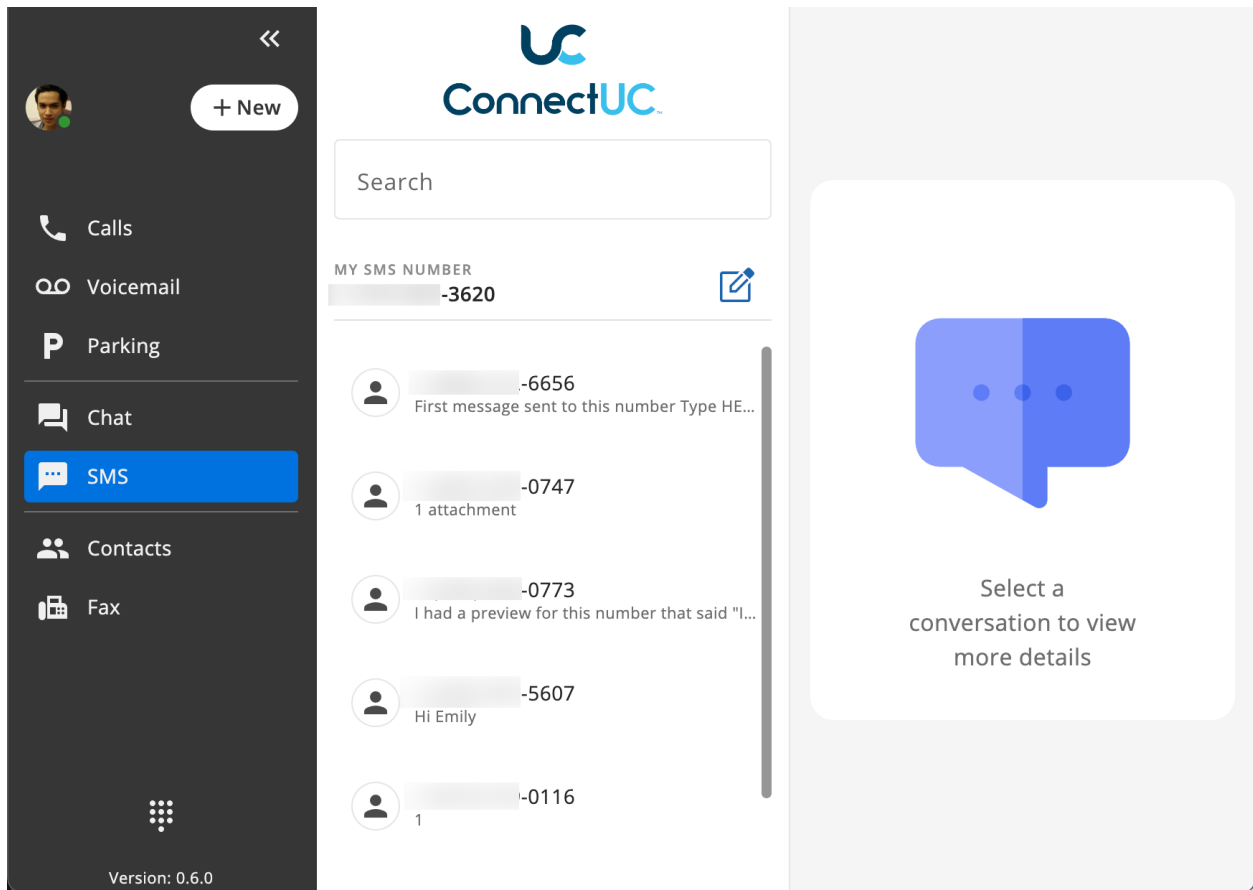 + New
Calls
Voicemail
P Parking
Chat
SMS
Contacts
Fax
Version: 0.6.0
UC
ConnectUC™
Search
MY SMS NUMBER
-3620
-6656
First message sent to this number Type HE...
-0747
1 attachment
-0773
I had a preview for this number that said "I...
-5607
Hi Emily
-0116
1
Select a
conversation to view
more details